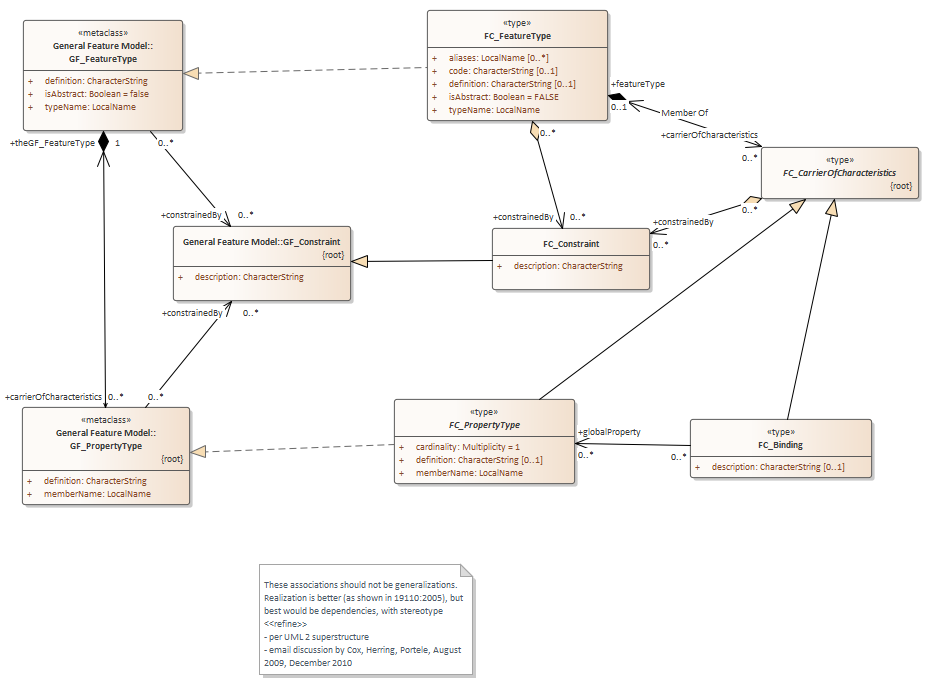 «metaclass»
General Feature Model::
GF_FeatureType
+ definition: CharacterString
+ isAbstract: Boolean = false
+ typeName: LocalName
«type»
FC_FeatureType
+ aliases: LocalName [0..*]
+ code: CharacterString [0..1]
+ definition: CharacterString [0..1]
+ isAbstract: Boolean = FALSE
+ typeName: LocalName
+featureType
0..1
Member Of
+carrierOfCharacteristics
0..*
+theGF_FeatureType 1
0..*
0..*
«type»
FC_CarrierOfCharacteristics
{root}
+constrainedBy 0..*
+constrainedBy 0..*
0..*
+constrainedBy
0..*
General Feature Model::GF_Constraint
{root}
+ description: CharacterString
FC_Constraint
+ description: CharacterString
+constrainedBy 0..*
+carrierOfCharacteristics 0..*
0..*
«metaclass»
General Feature Model::
GF_PropertyType
{root}
+ definition: CharacterString
+ memberName: LocalName
«type»
FC_PropertyType
+ cardinality: Multiplicity = 1
+ definition: CharacterString [0..1]
+ memberName: LocalName
+globalProperty
0..*
0..*
«type»
FC_Binding
+ description: CharacterString [0..1]
These associations should not be generalizations.
Realization is better (as shown in 19110:2005), but
best would be dependencies, with stereotype
<<refine>>
- per UML 2 superstructure
- email discussion by Cox, Herring, Portele, August
2009, December 2010